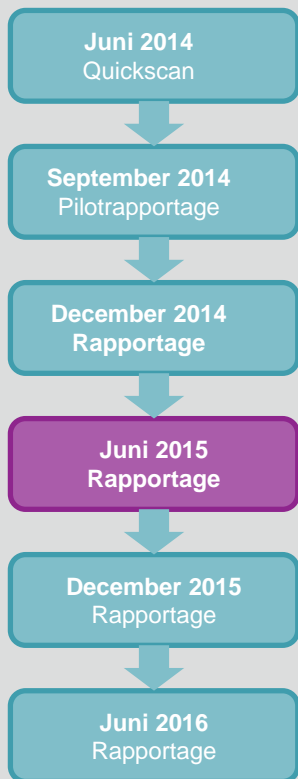 Juni 2014
Quickscan
September 2014
Pilotrapportage
December 2014
Rapportage
Juni 2015
Rapportage
December 2015
Rapportage
Juni 2016
Rapportage